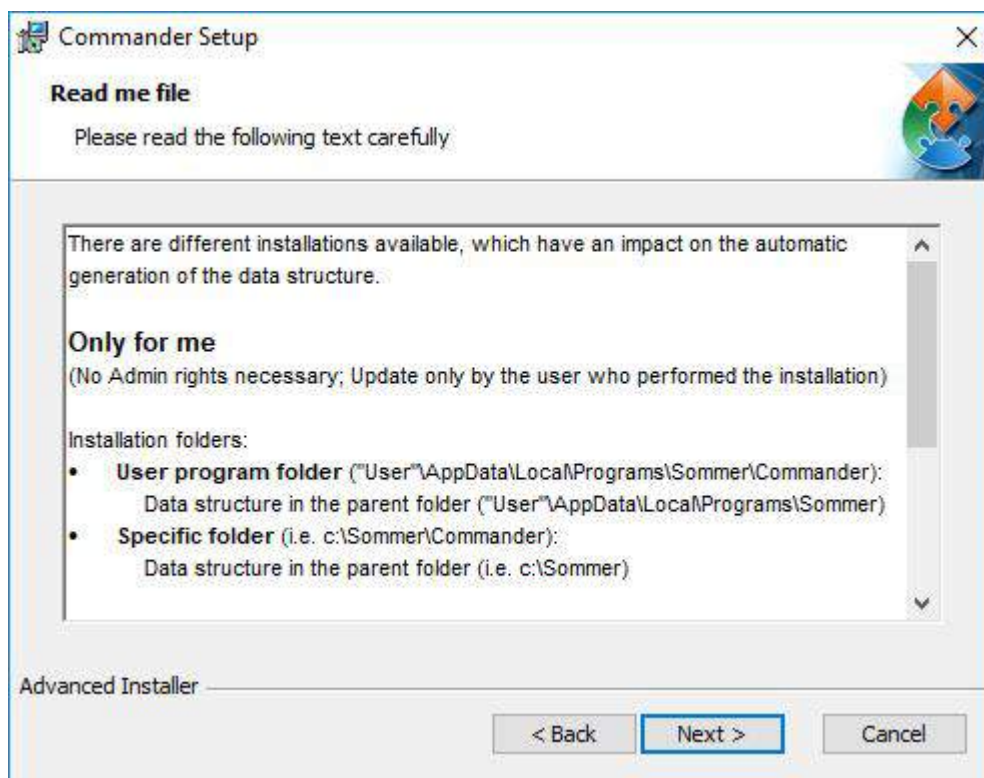 Commander Setup
Read me file
Please read the following text carefully
There are different installations available, which have an impact on the automatic
generation of the data structure.
Only for me
(No Admin rights necessary; Update only by the user who performed the installation)
Installation folders:
• User program folder ("User"\AppData\Local\Programs\Sommer\Commander):
Data structure in the parent folder ("User"\AppData\Local\Programs\Sommer)
• Specific folder (i.e. c:\Sommer\Commander):
Data structure in the parent folder (i.e. c:\Sommer)
Advanced Installer
< Back
Next >
Cancel